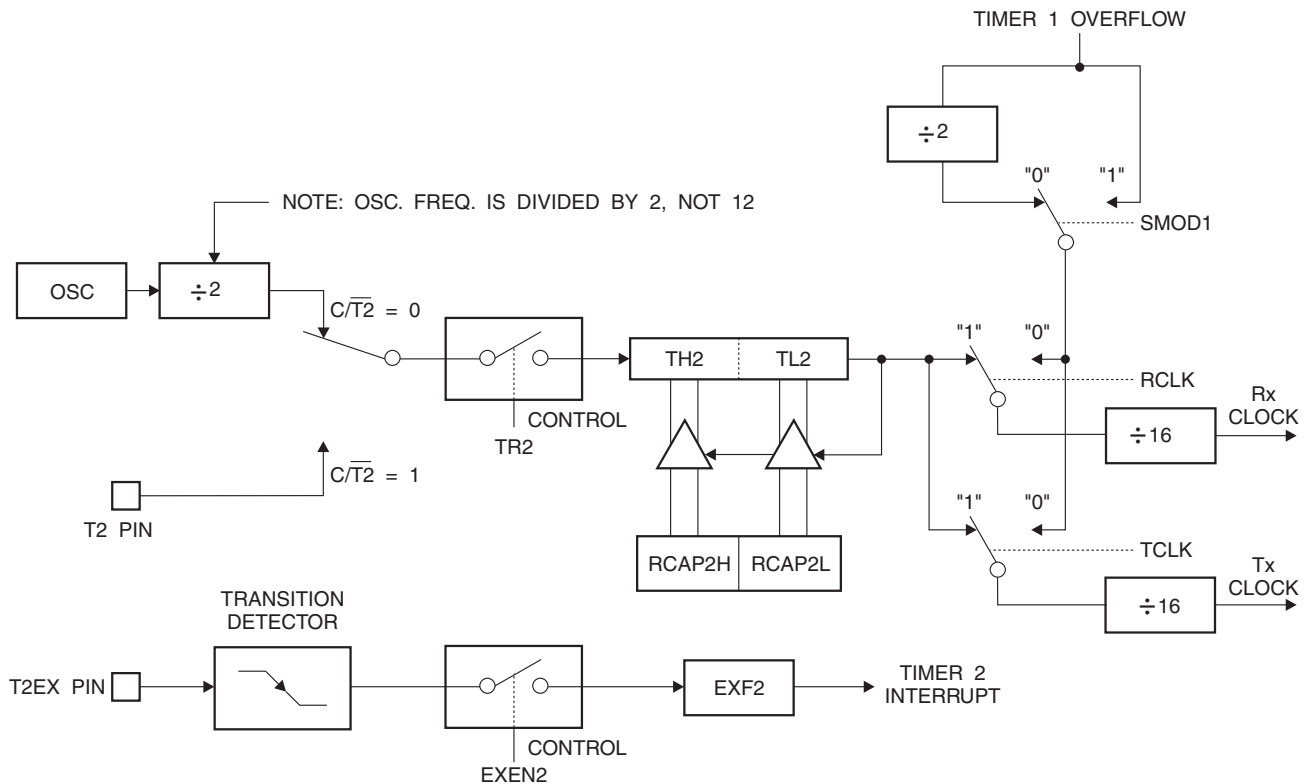 TIMER 1 OVERFLOW
÷2
"0" "1"
NOTE: OSC. FREQ. IS DIVIDED BY 2, NOT 12
SMOD1
OSC
÷2
C/T2̅ = 0
"1" "0"
TH2 TL2
RCLK
Rx
CLOCK
CONTROL
TR2
÷16
C/T2̅ = 1
"1" "0"
T2 PIN
TCLK
RCAP2H RCAP2L
Tx
CLOCK
TRANSITION
DETECTOR
÷16
T2EX PIN
EXF2
TIMER 2
INTERRUPT
CONTROL
EXEN2